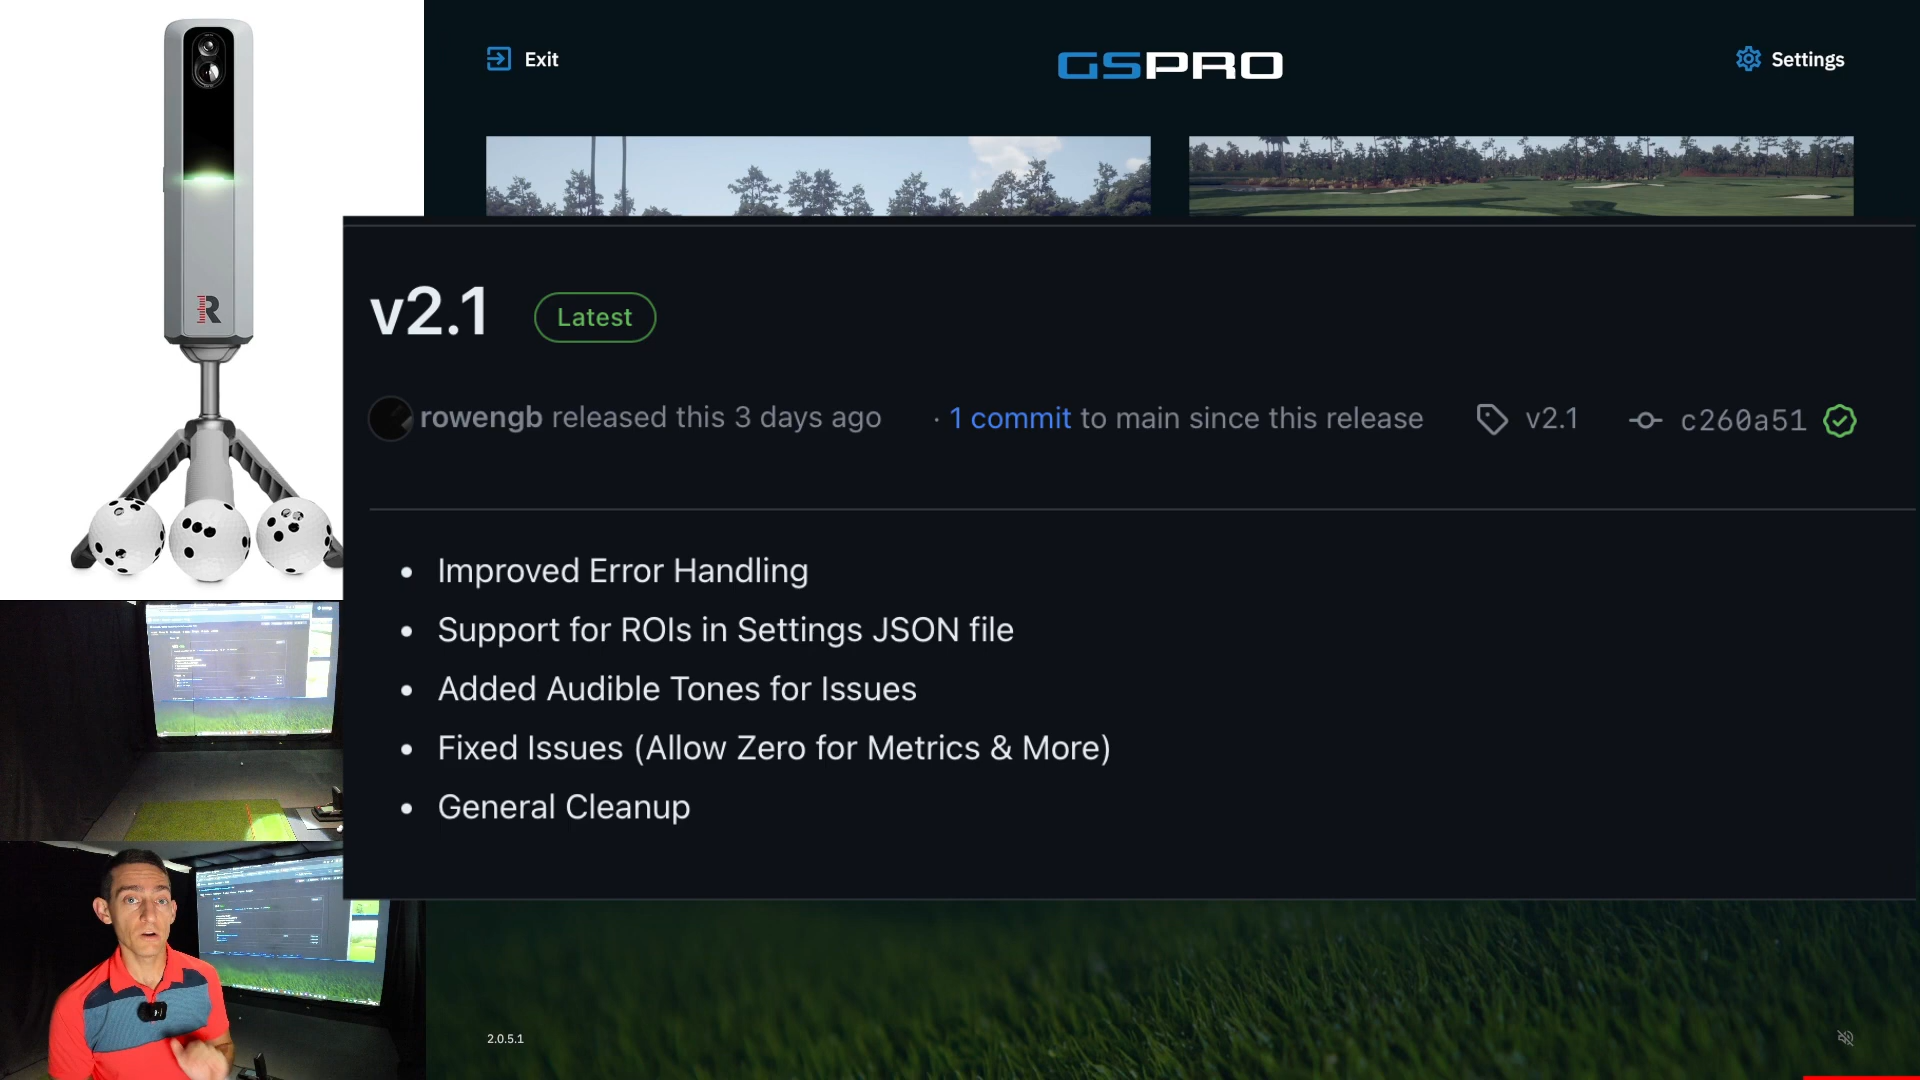 Exit
GSPRO
Settings
R
v2.1
Latest
rowengb released this 3 days ago · 1 commit to main since this release v2.1 c260a51
• Improved Error Handling
• Support for ROIs in Settings JSON file
• Added Audible Tones for Issues
• Fixed Issues (Allow Zero for Metrics & More)
• General Cleanup
2.0.5.1